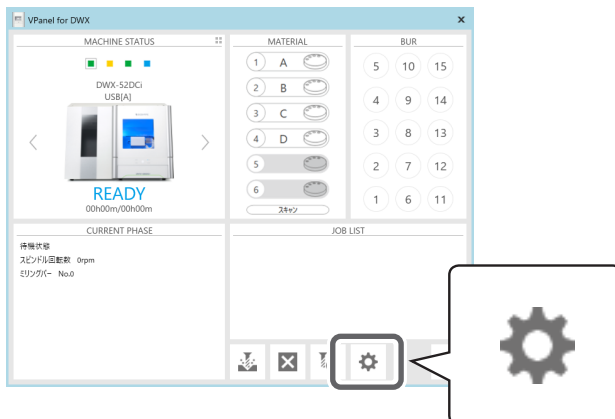 VPanel for DWX
MACHINE STATUS
DWX-52DCi
USB[A]
READY
00h00m/00h00m
MATERIAL
1 A
2 B
3 C
4 D
5
6
スキャン
BUR
5 10 15
4 9 14
3 8 13
2 7 12
1 6 11
CURRENT PHASE
待機状態
スピンドル回転数 0rpm
ミリングバー No.0
JOB LIST